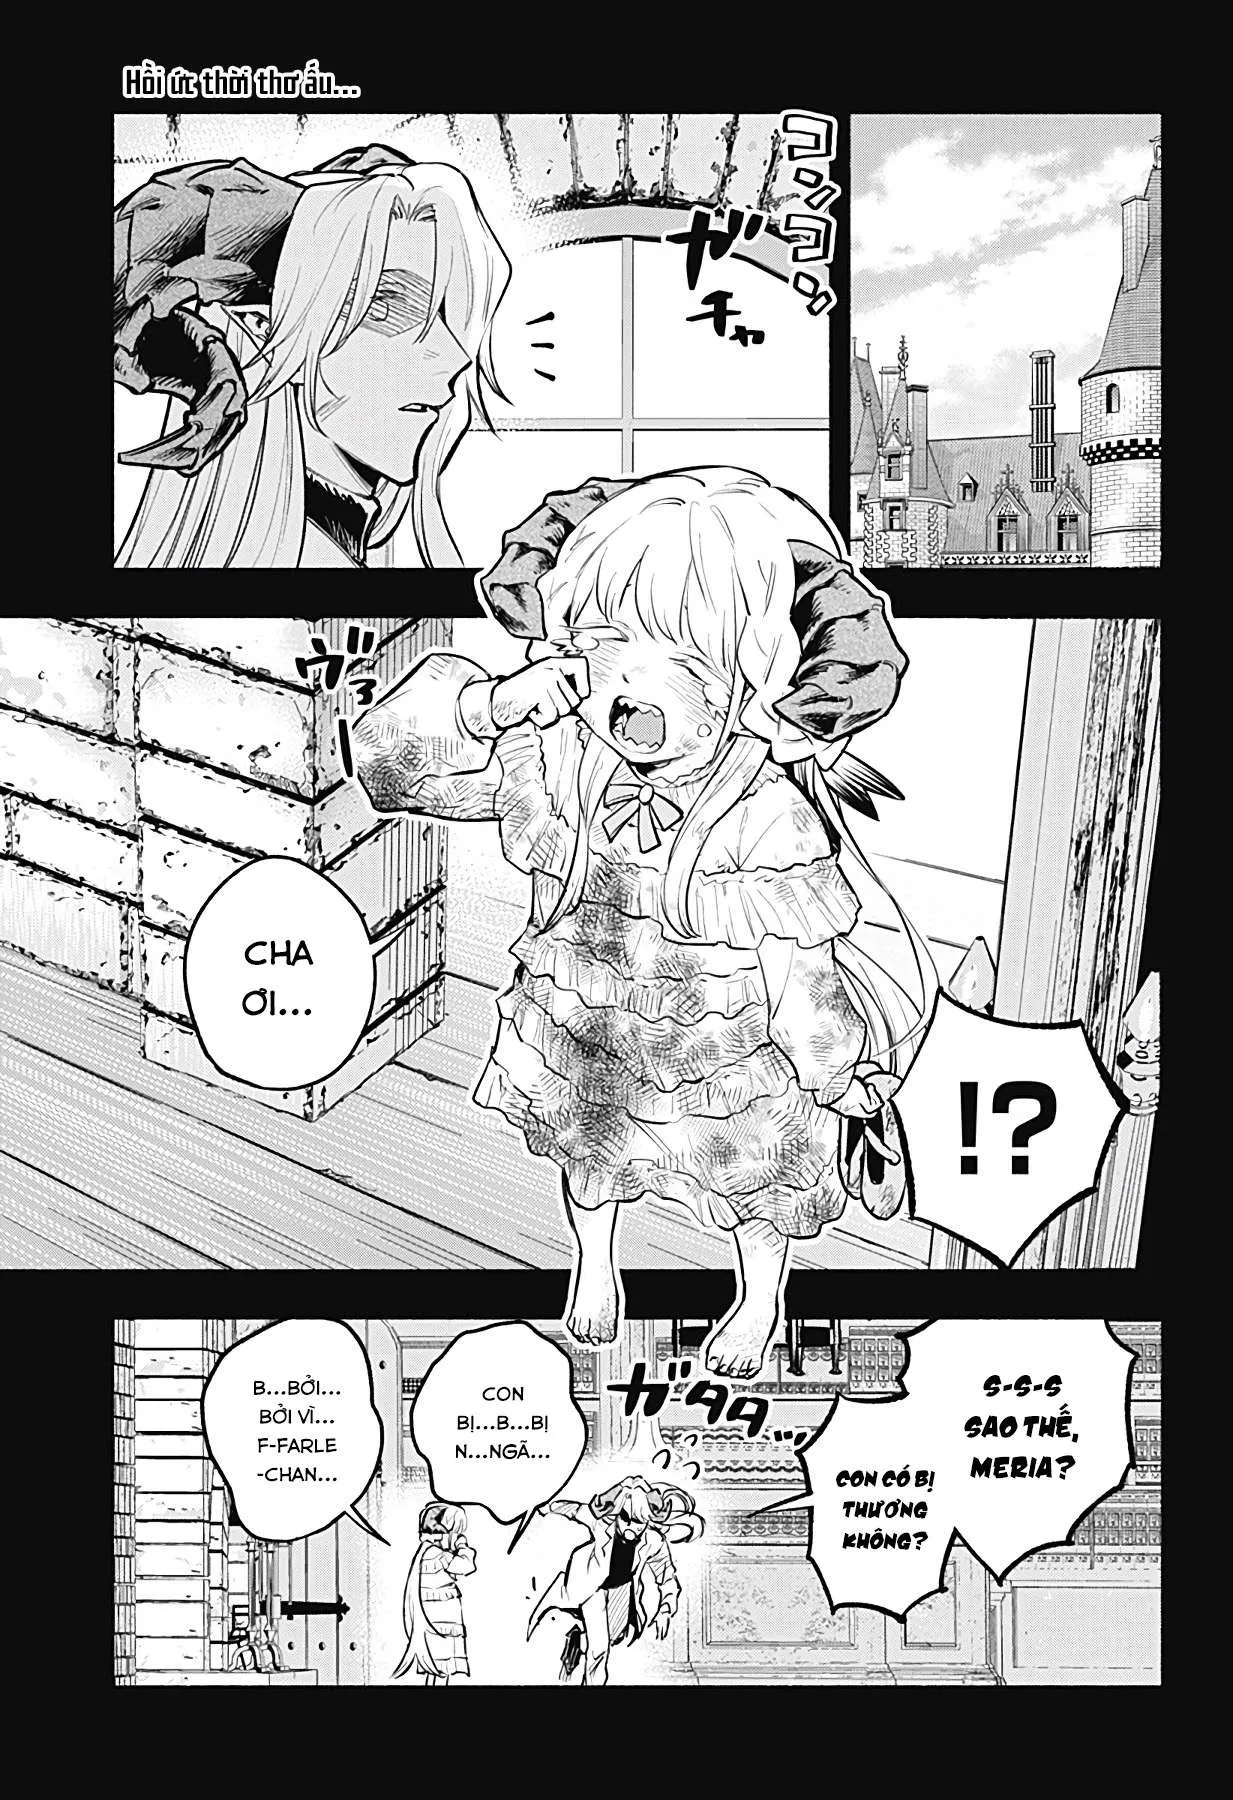 Hồi ức thời thơ ấu...
コンコン
ガ
チャ
ヴァー
!?
CHA
ƠI...
ガタタッ
S-S-S
SAO THẾ,
MERIA?
CON CÓ BỊ
THƯƠNG
KHÔNG?
CON
BỊ...B...BỊ
N...NGÃ...
B...BỞI...
BỞI VÌ...
F-FARLE
-CHAN...